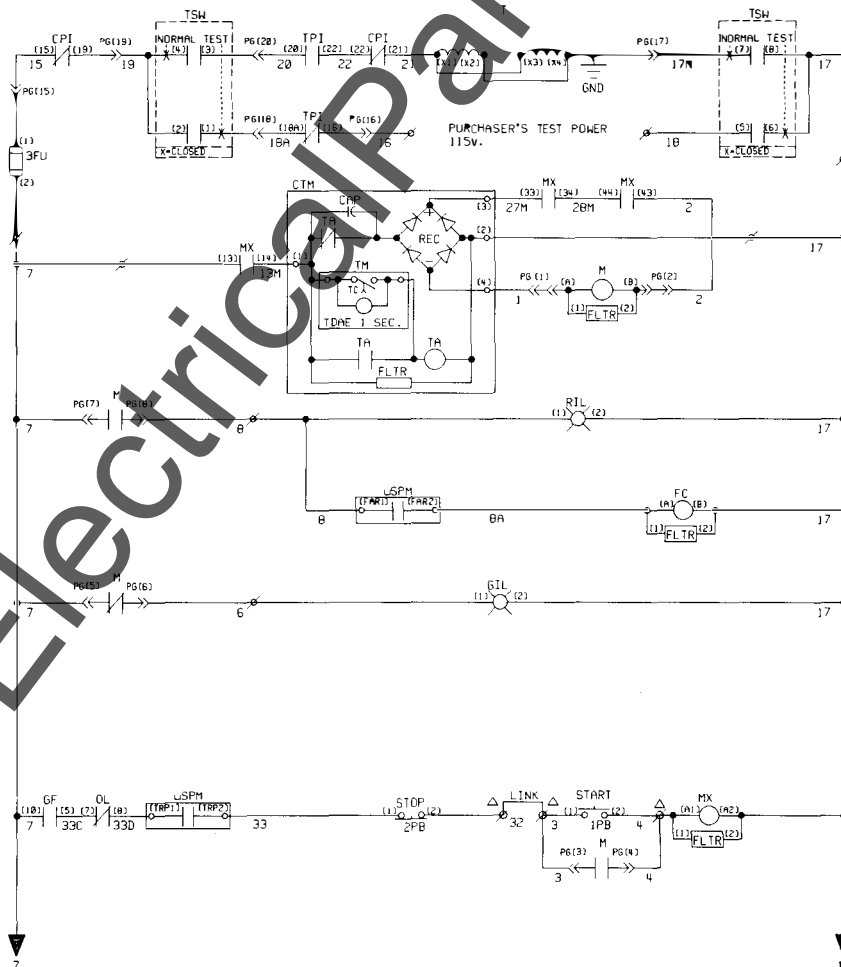 TSW
TSW
CPI
(15) (19)
15
PG(19)
19
NORMAL TEST
(4) (3)
PG(20)
20
TPI
(20) (22)
22
CPI
(22) (21)
(X1) (X2)
(X3) (X4)
GND
PG(17)
17M
NORMAL TEST
(7) (8)
17
PG(15)
(2) (1)
PG(18)
18A
TPI
(18A) (16)
PG(16)
16
PURCHASER'S TEST POWER
115v.
18
(5) (6)
X=CLOSED
X=CLOSED
(1)
3FU
(2)
CTM
CAP
TA
REC
(3)
27M
MX
(33) (34)
28M
MX
(44) (43)
2
(2)
17
7
MX
(13) (14)
13M
(1)
TM
TC
TDAE 1 SEC.
(4)
PG(1)
1
(A) M (B)
PG(2)
2
(1) FLTR (2)
TA
TA
FLTR
PG(7) M PG(8)
7
8
RIL
(1) (2)
17
uSPM
8
(FAR1) (FAR2)
8A
FC
(A) (B)
17
(1) FLTR (2)
PG(5) M PG(6)
7
6
GIL
(1) (2)
17
GF
(10) (5)
7
33C
OL
(7) (8)
33D
uSPM
(TRP1) (TRP2)
33
STOP
(1) (2)
2PB
LINK
32
3
START
(1) (2)
1PB
4
MX
(A1) (A2)
(1) FLTR (2)
PG(3) M PG(4)
3
4
7
ElectricalPa